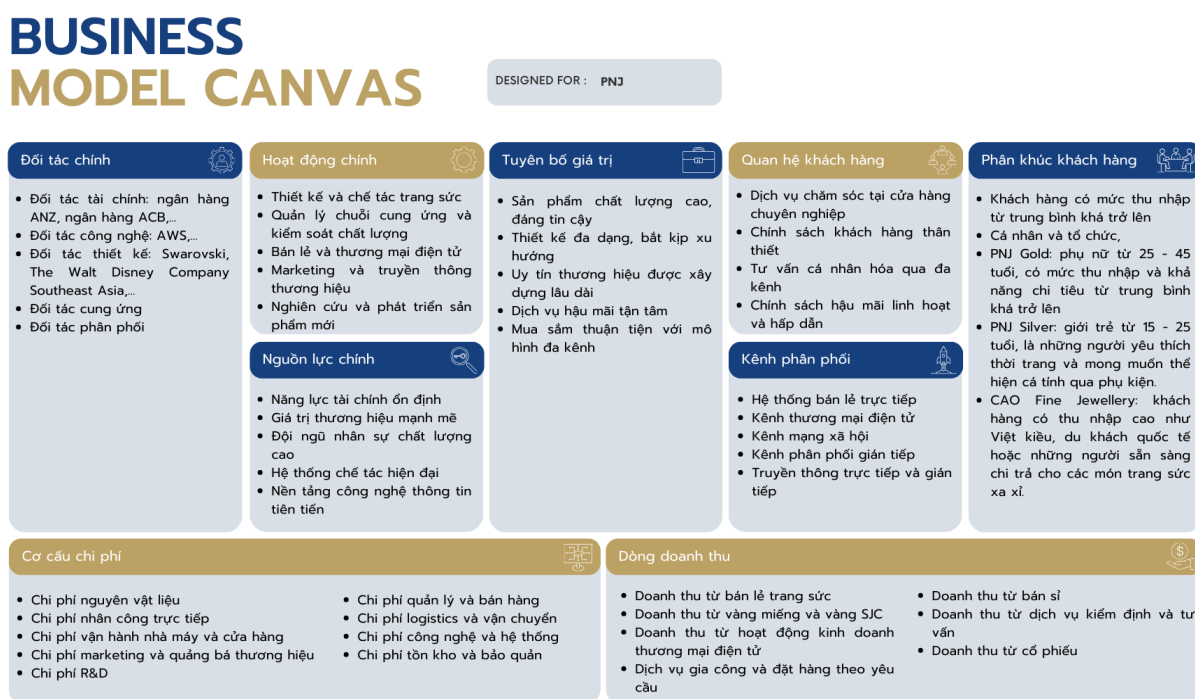 BUSINESS
MODEL CANVAS
DESIGNED FOR : PNJ
Đối tác chính
• Đối tác tài chính: ngân hàng
ANZ, ngân hàng ACB,...
• Đối tác công nghệ: AWS,...
• Đối tác thiết kế: Swarovski,
The Walt Disney Company
Southeast Asia,...
• Đối tác cung ứng
• Đối tác phân phối
Hoạt động chính
• Thiết kế và chế tác trang sức
• Quản lý chuỗi cung ứng và
kiểm soát chất lượng
• Bán lẻ và thương mại điện tử
• Marketing và truyền thông
thương hiệu
• Nghiên cứu và phát triển sản
phẩm mới
Nguồn lực chính
• Năng lực tài chính ổn định
• Giá trị thương hiệu mạnh mẽ
• Đội ngũ nhân sự chất lượng
cao
• Hệ thống chế tác hiện đại
• Nền tảng công nghệ thông tin
tiên tiến
Tuyên bố giá trị
• Sản phẩm chất lượng cao,
đáng tin cậy
• Thiết kế đa dạng, bắt kịp xu
hướng
• Uy tín thương hiệu được xây
dựng lâu dài
• Dịch vụ hậu mãi tận tâm
• Mua sắm thuận tiện với mô
hình đa kênh
Quan hệ khách hàng
• Dịch vụ chăm sóc tại cửa hàng
chuyên nghiệp
• Chính sách khách hàng thân
thiết
• Tư vấn cá nhân hóa qua đa
kênh
• Chính sách hậu mãi linh hoạt
và hấp dẫn
Kênh phân phối
• Hệ thống bán lẻ trực tiếp
• Kênh thương mại điện tử
• Kênh mạng xã hội
• Kênh phân phối gián tiếp
• Truyền thông trực tiếp và gián
tiếp
Phân khúc khách hàng
• Khách hàng có mức thu nhập
từ trung bình khá trở lên
• Cá nhân và tổ chức,
• PNJ Gold: phụ nữ từ 25 - 45
tuổi, có mức thu nhập và khả
năng chi tiêu từ trung bình
khá trở lên
• PNJ Silver: giới trẻ từ 15 - 25
tuổi, là những người yêu thích
thời trang và mong muốn thể
hiện cá tính qua phụ kiện.
• CAO Fine Jewellery: khách
hàng có thu nhập cao như
Việt kiều, du khách quốc tế
hoặc những người sẵn sàng
chi trả cho các món trang sức
xa xỉ.
Cơ cấu chi phí
• Chi phí nguyên vật liệu
• Chi phí nhân công trực tiếp
• Chi phí vận hành nhà máy và cửa hàng
• Chi phí marketing và quảng bá thương hiệu
• Chi phí R&D
• Chi phí quản lý và bán hàng
• Chi phí logistics và vận chuyển
• Chi phí công nghệ và hệ thống
• Chi phí tồn kho và bảo quản
Dòng doanh thu
• Doanh thu từ bán lẻ trang sức
• Doanh thu từ vàng miếng và vàng SJC
• Doanh thu từ hoạt động kinh doanh
thương mại điện tử
• Dịch vụ gia công và đặt hàng theo yêu
cầu
• Doanh thu từ bán sỉ
• Doanh thu từ dịch vụ kiểm định và tư
vấn
• Doanh thu từ cổ phiếu